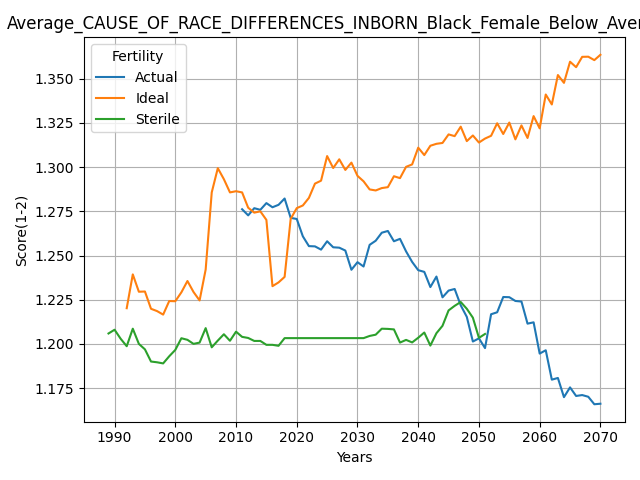 Average_CAUSE_OF_RACE_DIFFERENCES_INBORN_Black_Female_Below_Aver
Fertility
Actual
Ideal
Sterile
Score(1-2)
1.350
1.325
1.300
1.275
1.250
1.225
1.200
1.175
1990 2000 2010 2020 2030 2040 2050 2060 2070
Years